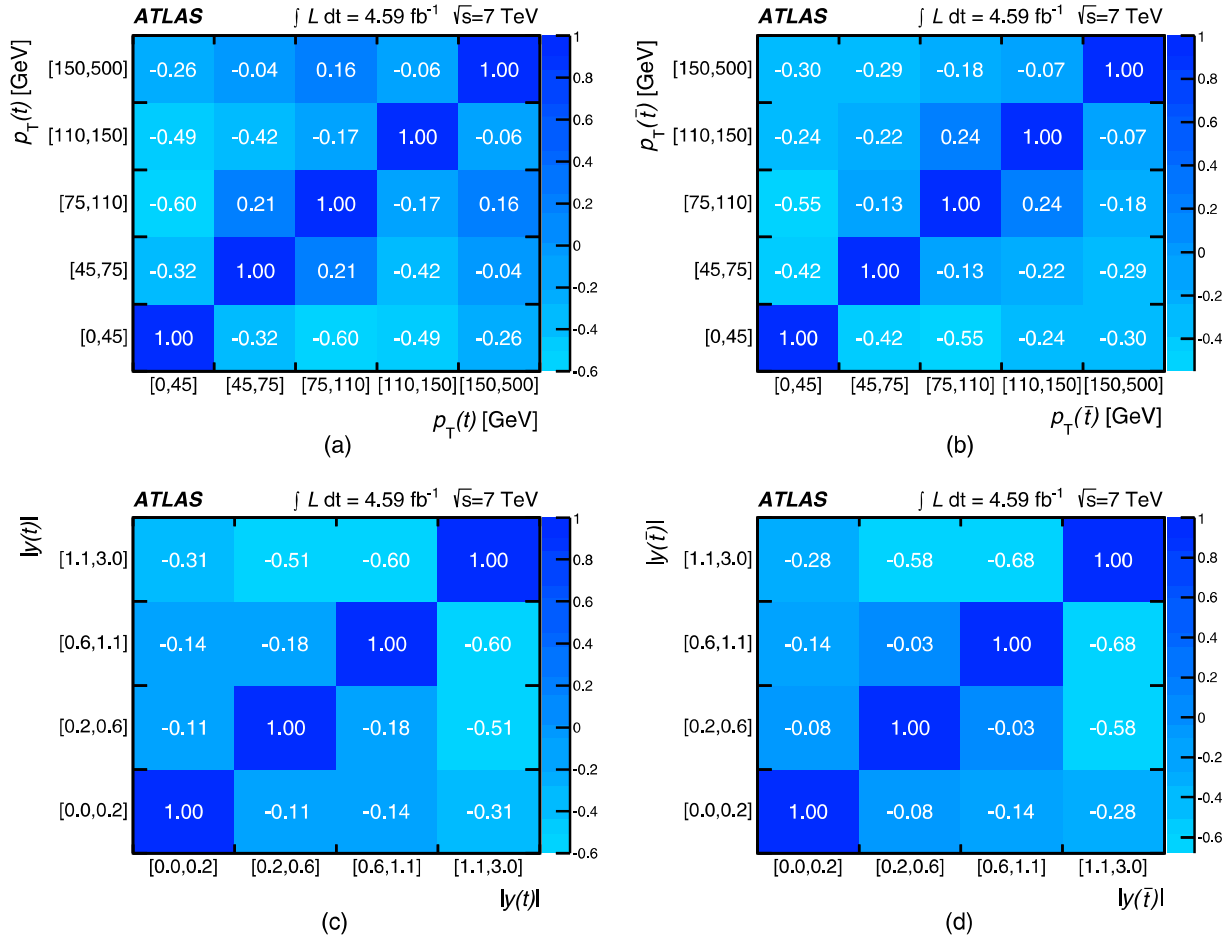 ATLAS ∫ L dt = 4.59 fb⁻¹ √s=7 TeV
p_T(t) [GeV]
[150,500] -0.26 -0.04 0.16 -0.06 1.00
[110,150] -0.49 -0.42 -0.17 1.00 -0.06
[75,110] -0.60 0.21 1.00 -0.17 0.16
[45,75] -0.32 1.00 0.21 -0.42 -0.04
[0,45] 1.00 -0.32 -0.60 -0.49 -0.26
[0,45] [45,75] [75,110] [110,150] [150,500]
p_T(t) [GeV]
1
0.8
0.6
0.4
0.2
0
-0.2
-0.4
-0.6
(a)
ATLAS ∫ L dt = 4.59 fb⁻¹ √s=7 TeV
p_T(t̄) [GeV]
[150,500] -0.30 -0.29 -0.18 -0.07 1.00
[110,150] -0.24 -0.22 0.24 1.00 -0.07
[75,110] -0.55 -0.13 1.00 0.24 -0.18
[45,75] -0.42 1.00 -0.13 -0.22 -0.29
[0,45] 1.00 -0.42 -0.55 -0.24 -0.30
[0,45] [45,75] [75,110] [110,150] [150,500]
p_T(t̄) [GeV]
1
0.8
0.6
0.4
0.2
0
-0.2
-0.4
(b)
ATLAS ∫ L dt = 4.59 fb⁻¹ √s=7 TeV
|y(t)|
[1.1,3.0] -0.31 -0.51 -0.60 1.00
[0.6,1.1] -0.14 -0.18 1.00 -0.60
[0.2,0.6] -0.11 1.00 -0.18 -0.51
[0.0,0.2] 1.00 -0.11 -0.14 -0.31
[0.0,0.2] [0.2,0.6] [0.6,1.1] [1.1,3.0]
|y(t)|
1
0.8
0.6
0.4
0.2
0
-0.2
-0.4
-0.6
(c)
ATLAS ∫ L dt = 4.59 fb⁻¹ √s=7 TeV
|y(t̄)|
[1.1,3.0] -0.28 -0.58 -0.68 1.00
[0.6,1.1] -0.14 -0.03 1.00 -0.68
[0.2,0.6] -0.08 1.00 -0.03 -0.58
[0.0,0.2] 1.00 -0.08 -0.14 -0.28
[0.0,0.2] [0.2,0.6] [0.6,1.1] [1.1,3.0]
|y(t̄)|
1
0.8
0.6
0.4
0.2
0
-0.2
-0.4
-0.6
(d)